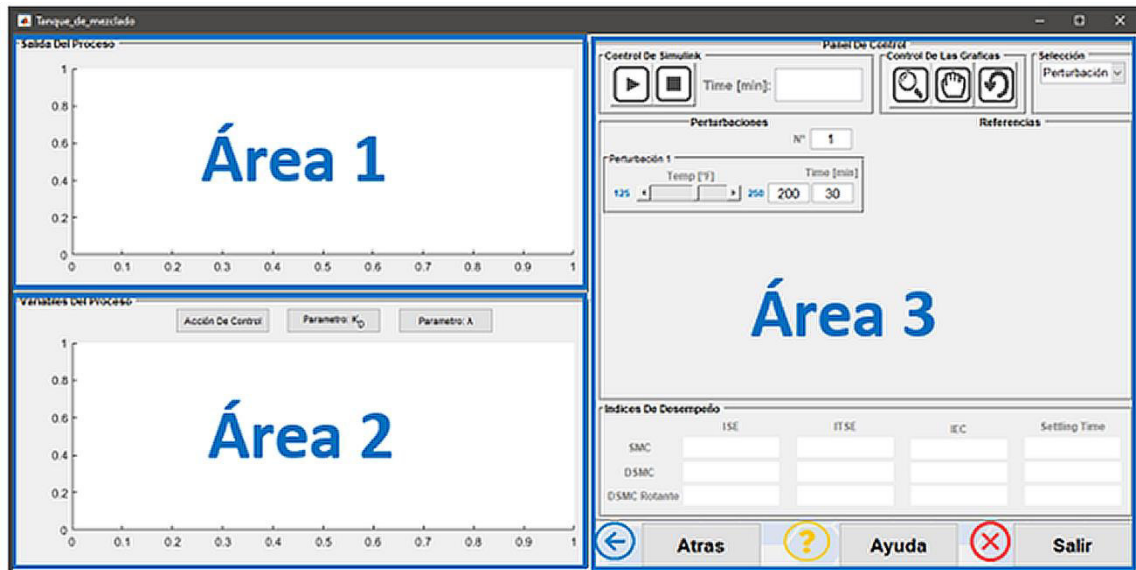 Tanque_de_mezclado
Salida Del Proceso
1
0.8
0.6
0.4
0.2
0
0 0.1 0.2 0.3 0.4 0.5 0.6 0.7 0.8 0.9 1
Área 1
Variables Del Proceso
Acción De Control Parametro: K_D Parametro: λ
1
0.8
0.6
0.4
0.2
0
0 0.1 0.2 0.3 0.4 0.5 0.6 0.7 0.8 0.9 1
Área 2
Panel De Control
Control De Simulink Control De Las Graficas Selección
Time [min]: Perturbación
Perturbaciones Referencias
N° 1
Perturbación 1
Temp [°F] Time [min]
125 250 200 30
Área 3
Indices De Desempeño
ISE ITSE IEC Settling Time
SMC
DSMC
DSMC Rotante
Atras ? Ayuda Salir